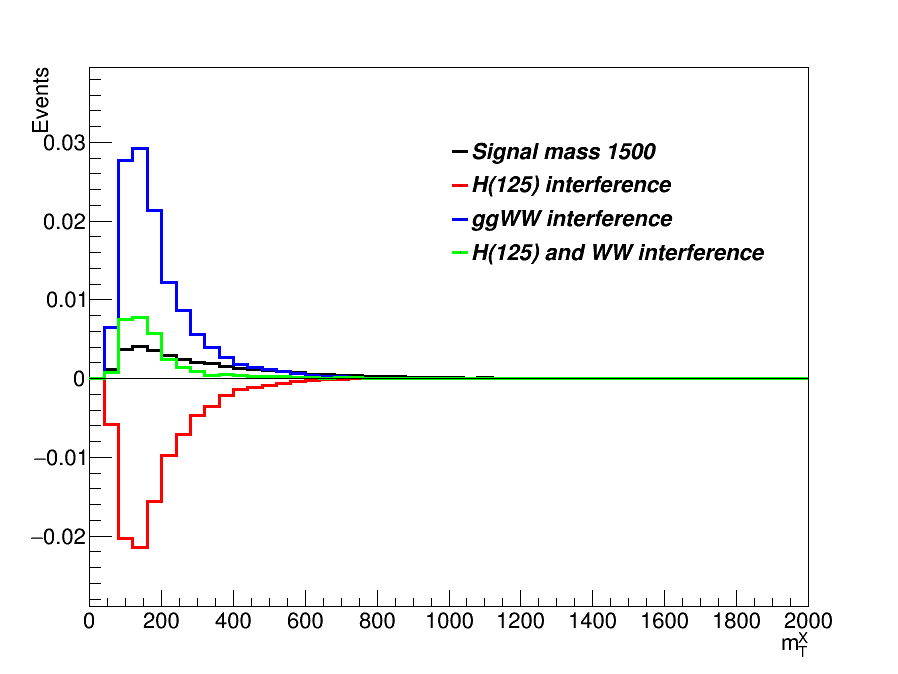 Events
0.03
0.02
0.01
0
−0.01
−0.02
Signal mass 1500
H(125) interference
ggWW interference
H(125) and WW interference
0 200 400 600 800 1000 1200 1400 1600 1800 2000
m_T^X